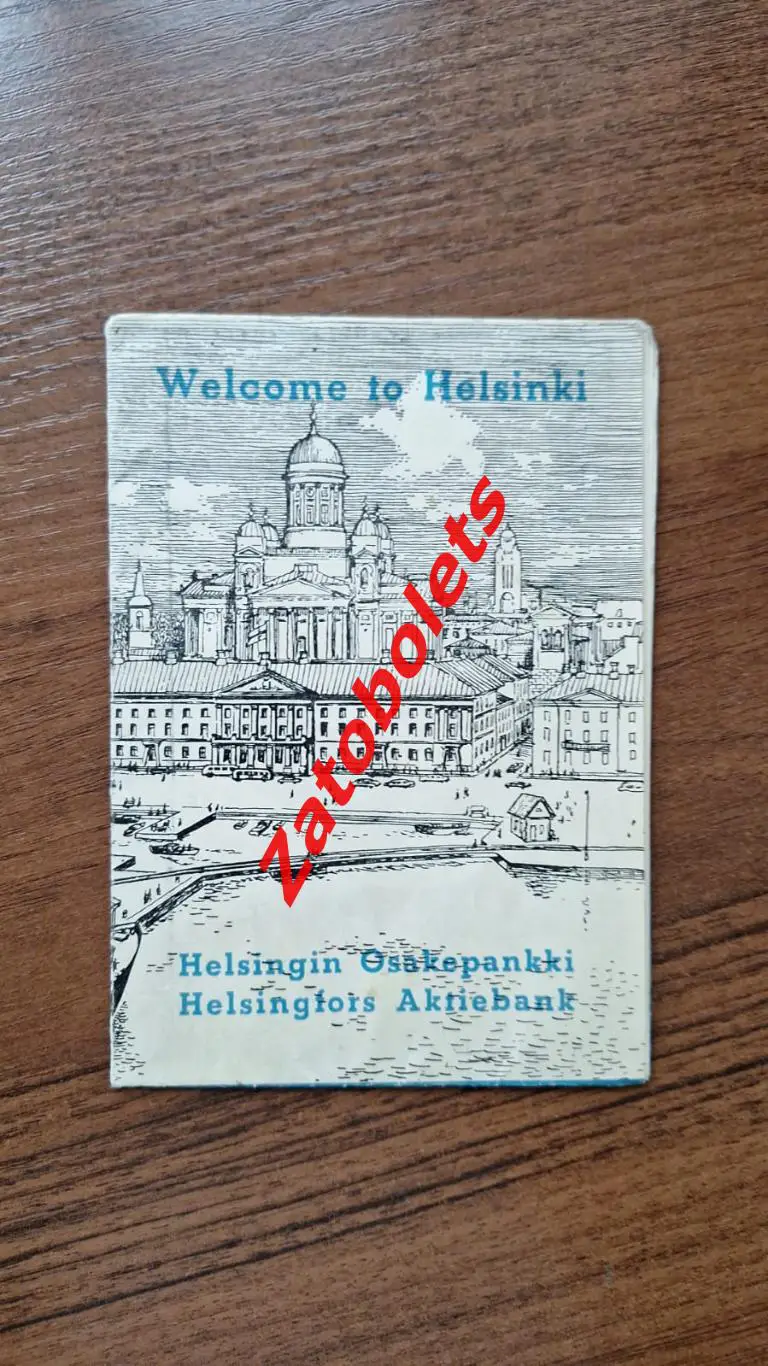 Welcome to Helsinki
Zatobolets
Helsingin Osakepankki
Helsingfors Aktiebank